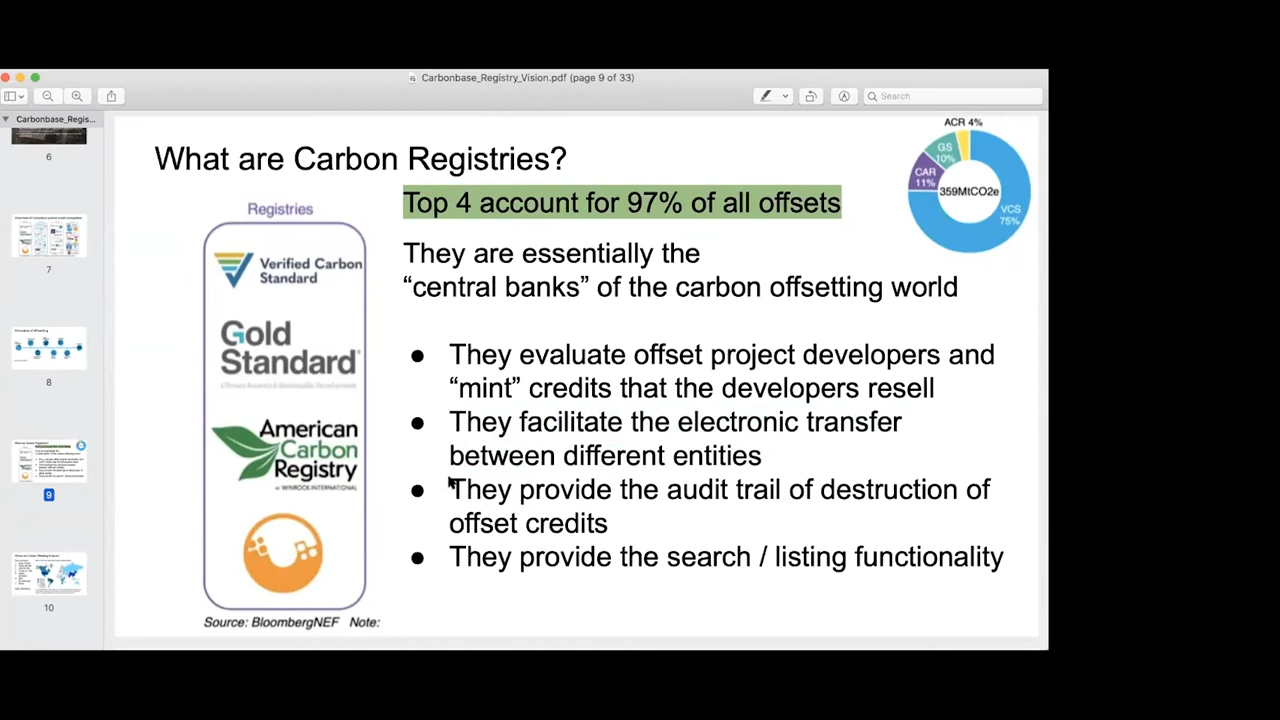 Carbonbase_Registry_Vision.pdf (page 9 of 33)
Search
Carbonbase_Regis...
6
7
8
9
10
What are Carbon Registries?
Top 4 account for 97% of all offsets
ACR 4%
GS
10%
CAR
11%
359MtCO2e
VCS
75%
Registries
Verified Carbon
Standard
Gold
Standard®
American
Carbon
Registry
WINROCK INTERNATIONAL
They are essentially the
“central banks” of the carbon offsetting world
● They evaluate offset project developers and
“mint” credits that the developers resell
● They facilitate the electronic transfer
between different entities
● They provide the audit trail of destruction of
offset credits
● They provide the search / listing functionality
Source: BloombergNEF Note: